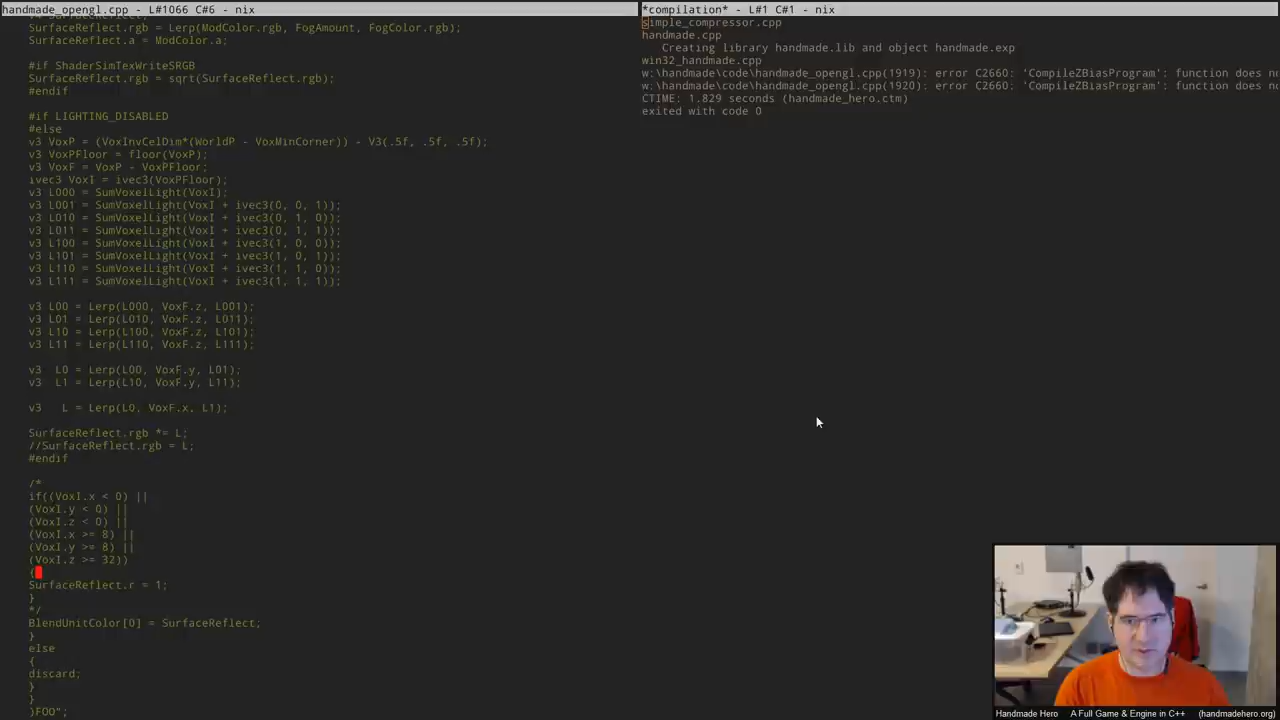 handmade_opengl.cpp - L#1066 C#6 - nix
SurfaceReflect.rgb = Lerp(ModColor.rgb, FogAmount, FogColor.rgb);
SurfaceReflect.a = ModColor.a;
#if ShaderSimTexWriteSRGB
SurfaceReflect.rgb = sqrt(SurfaceReflect.rgb);
#endif
#if LIGHTING_DISABLED
#else
v3 VoxP = (VoxInvCelDim*(WorldP - VoxMinCorner)) - V3(.5f, .5f, .5f);
v3 VoxPFloor = floor(VoxP);
v3 VoxF = VoxP - VoxPFloor;
ivec3 VoxI = ivec3(VoxPFloor);
v3 L000 = SumVoxelLight(VoxI);
v3 L001 = SumVoxelLight(VoxI + ivec3(0, 0, 1));
v3 L010 = SumVoxelLight(VoxI + ivec3(0, 1, 0));
v3 L011 = SumVoxelLight(VoxI + ivec3(0, 1, 1));
v3 L100 = SumVoxelLight(VoxI + ivec3(1, 0, 0));
v3 L101 = SumVoxelLight(VoxI + ivec3(1, 0, 1));
v3 L110 = SumVoxelLight(VoxI + ivec3(1, 1, 0));
v3 L111 = SumVoxelLight(VoxI + ivec3(1, 1, 1));
v3 L00 = Lerp(L000, VoxF.z, L001);
v3 L01 = Lerp(L010, VoxF.z, L011);
v3 L10 = Lerp(L100, VoxF.z, L101);
v3 L11 = Lerp(L110, VoxF.z, L111);
v3  L0 = Lerp(L00, VoxF.y, L01);
v3  L1 = Lerp(L10, VoxF.y, L11);
v3   L = Lerp(L0, VoxF.x, L1);
SurfaceReflect.rgb *= L;
//SurfaceReflect.rgb = L;
#endif
/*
if((VoxI.x < 0) ||
(VoxI.y < 0) ||
(VoxI.z < 0) ||
(VoxI.x >= 8) ||
(VoxI.y >= 8) ||
(VoxI.z >= 32))
{
SurfaceReflect.r = 1;
}
*/
BlendUnitColor[0] = SurfaceReflect;
}
else
{
discard;
}
}
)FOO";
*compilation* - L#1 C#1 - nix
simple_compressor.cpp
handmade.cpp
Creating library handmade.lib and object handmade.exp
win32_handmade.cpp
w:\handmade\code\handmade_opengl.cpp(1919): error C2660: 'CompileZBiasProgram': function does
w:\handmade\code\handmade_opengl.cpp(1920): error C2660: 'CompileZBiasProgram': function does
CTIME: 1.829 seconds (handmade_hero.ctm)
exited with code 0
Handmade Hero A Full Game & Engine in C++ (handmadehero.org)